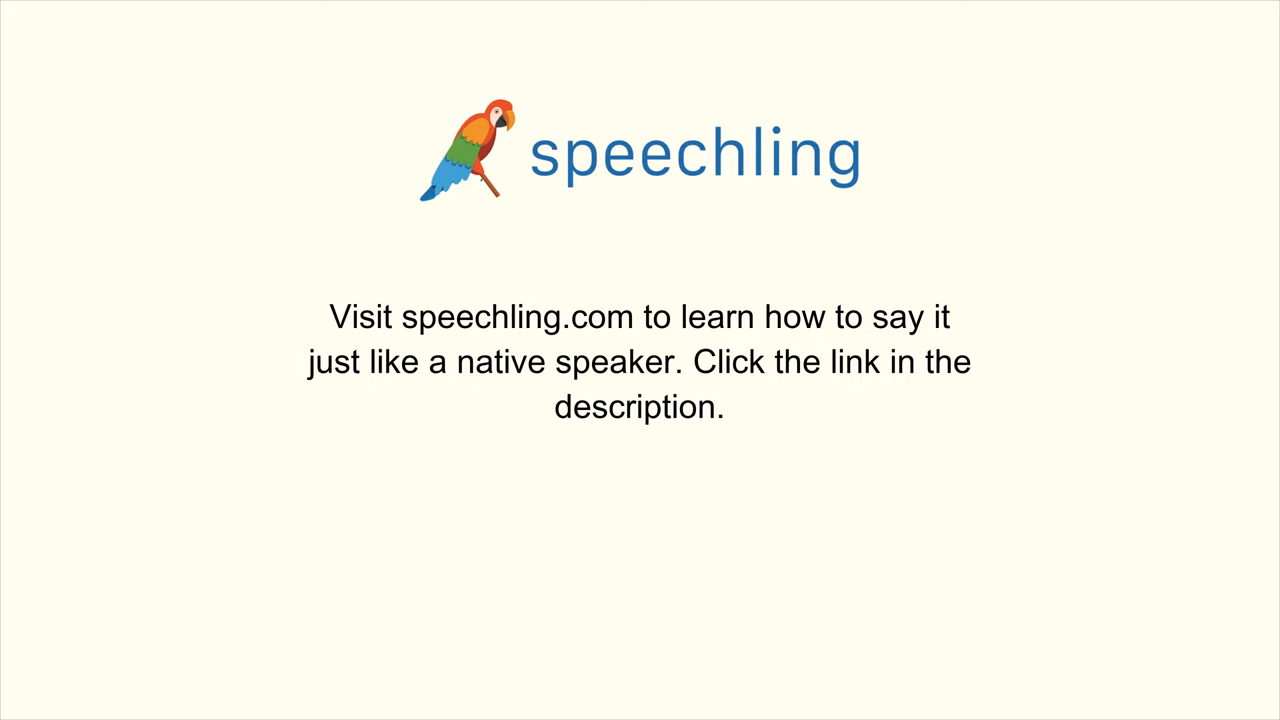 speechling
Visit speechling.com to learn how to say it
just like a native speaker. Click the link in the
description.